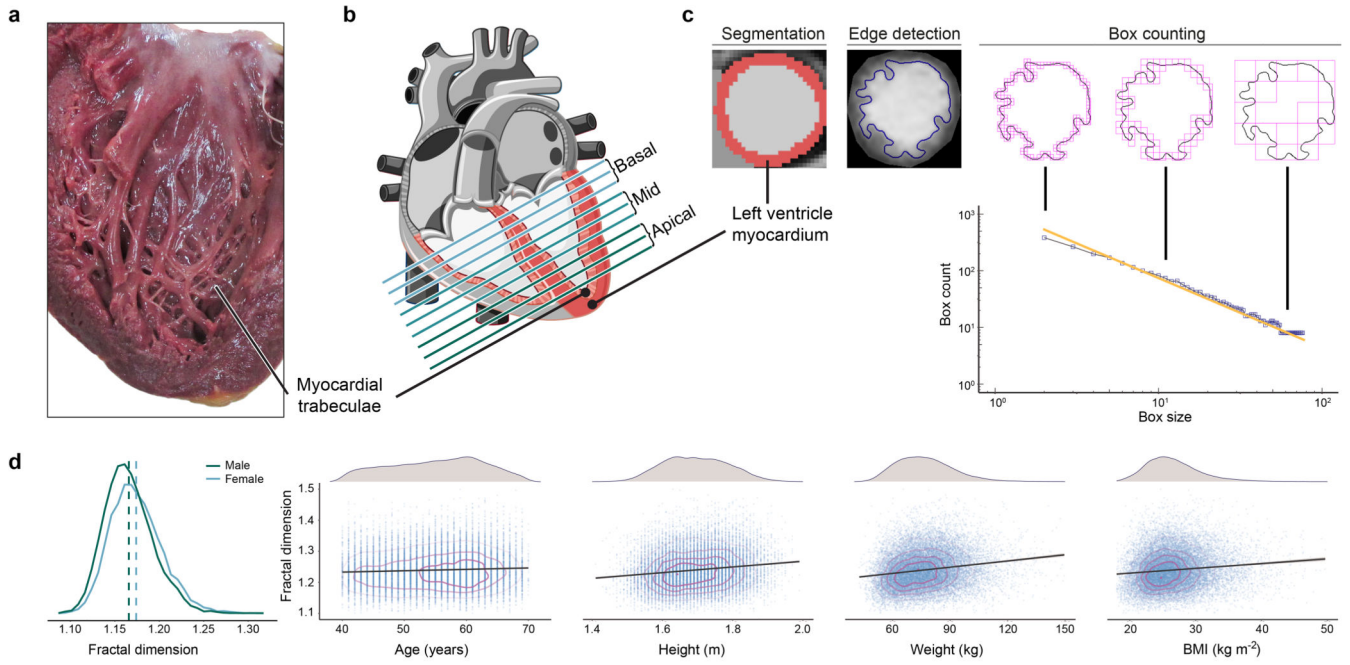 a
b
c
Segmentation
Edge detection
Box counting
Basal
Mid
Apical
Left ventricle
myocardium
Myocardial
trabeculae
Box count
10³
10²
10¹
10⁰
10⁰
10¹
10²
Box size
d
Male
Female
1.10
1.15
1.20
1.30
Fractal dimension
Fractal dimension
1.5
1.4
1.3
1.2
1.1
40
50
60
70
Age (years)
1.4
1.6
1.8
2.0
Height (m)
60
90
120
150
Weight (kg)
20
30
40
50
BMI (kg m⁻²)